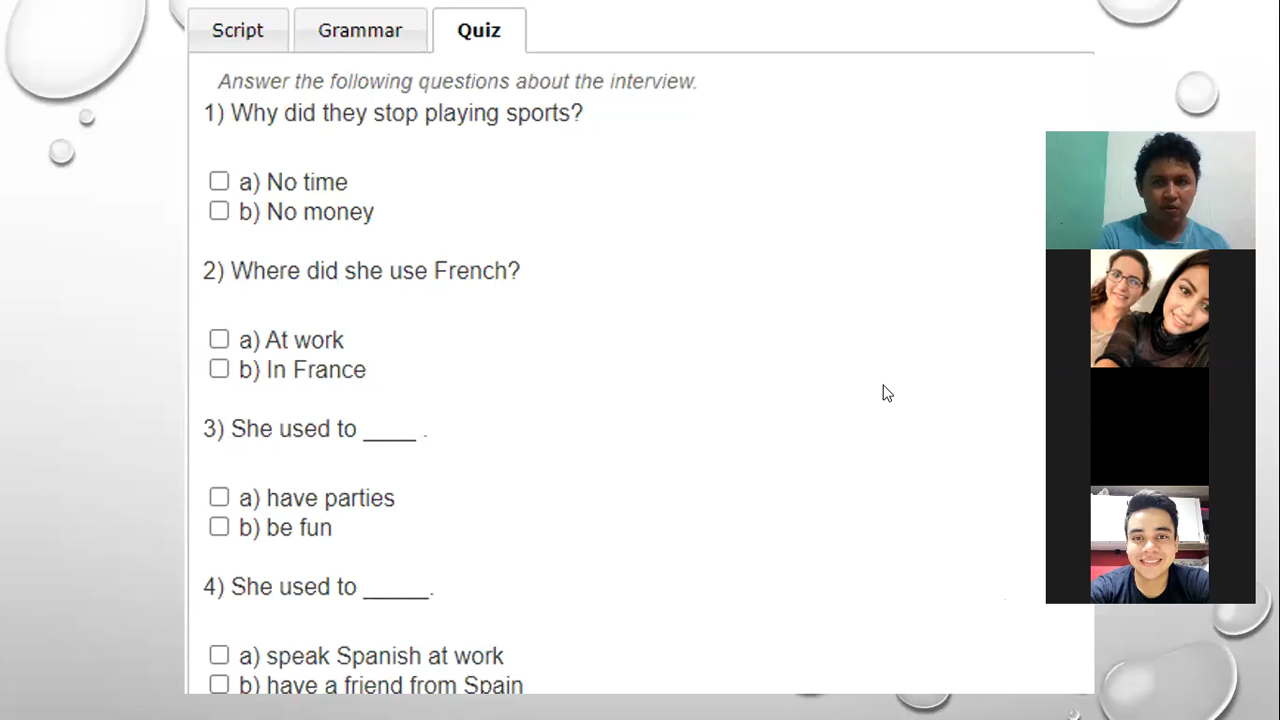 Script Grammar Quiz
Answer the following questions about the interview.
1) Why did they stop playing sports?
a) No time
b) No money
2) Where did she use French?
a) At work
b) In France
3) She used to ____ .
a) have parties
b) be fun
4) She used to _____.
a) speak Spanish at work
b) have a friend from Spain